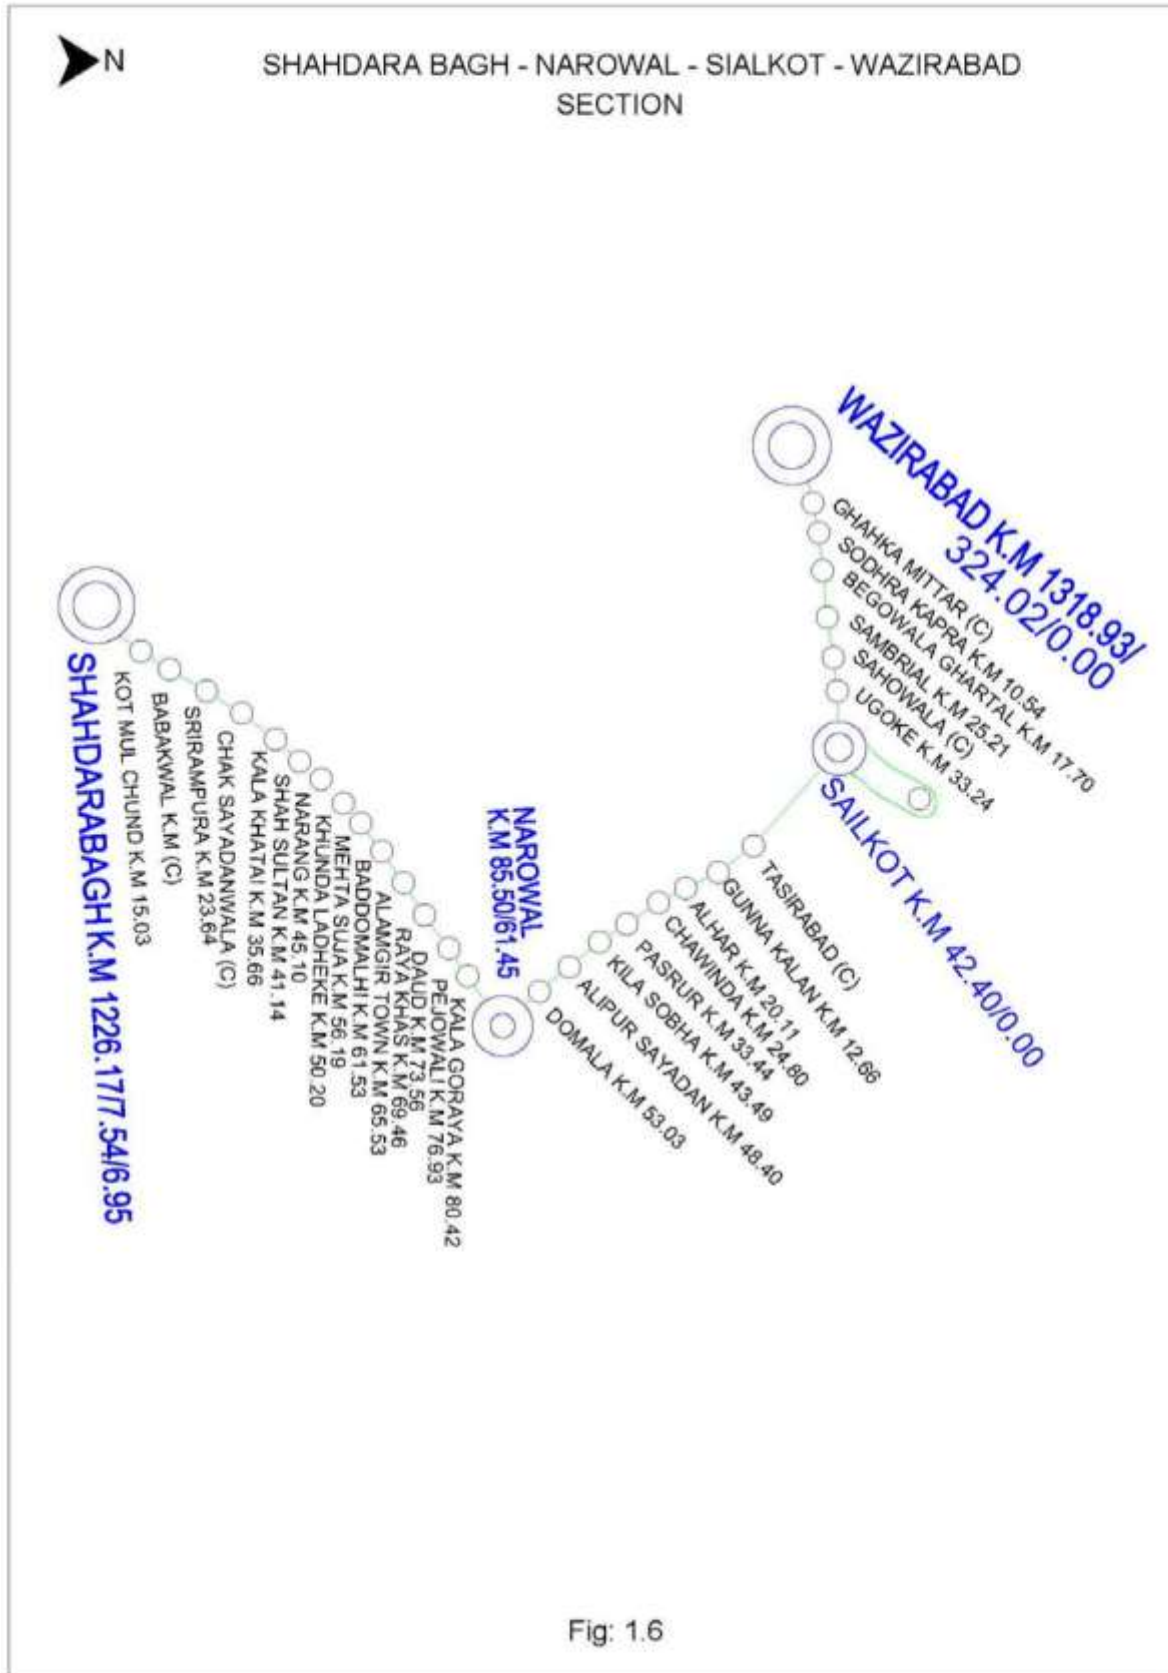 N
SHAHDARA BAGH - NAROWAL - SIALKOT - WAZIRABAD
SECTION
WAZIRABAD K.M 1318.93/
324.02/0.00
GHAHKA MITTAR (C)
SODHRA KAPRA K.M 10.54
BEGOWALA GHARTAL K.M 17.70
SAMBRIAL K.M 25.21
SAHOWALA (C)
UGOKE K.M 33.24
SAILKOT K.M 42.40/0.00
TASIRABAD (C)
GUNNA KALAN K.M 12.66
ALHAR K.M 20.11
CHAWINDA K.M 24.80
PASRUR K.M 33.44
KILA SOBHA K.M 43.49
ALIPUR SAYADAN K.M 48.40
DOMALA K.M 53.03
NAROWAL
K.M 85.50/61.45
KALA GORAYA K.M 80.42
PEJOWALI K.M 76.93
DAUD K.M 73.56
RAYA KHAS K.M 69.46
ALAMGIR TOWN K.M 65.53
BADDOMALHI K.M 61.53
MEHTA SUJA K.M 56.19
KHUNDA LADHEKE K.M 50.20
NARANG K.M 45.10
SHAH SULTAN K.M 41.14
KALA KHATAI K.M 35.66
CHAK SAYADANWALA (C)
SRIRAMPURA K.M 23.64
BABAKWAL K.M (C)
KOT MUL CHUND K.M 15.03
SHAHDARABAGH K.M 1226.17/7.54/6.95
Fig: 1.6